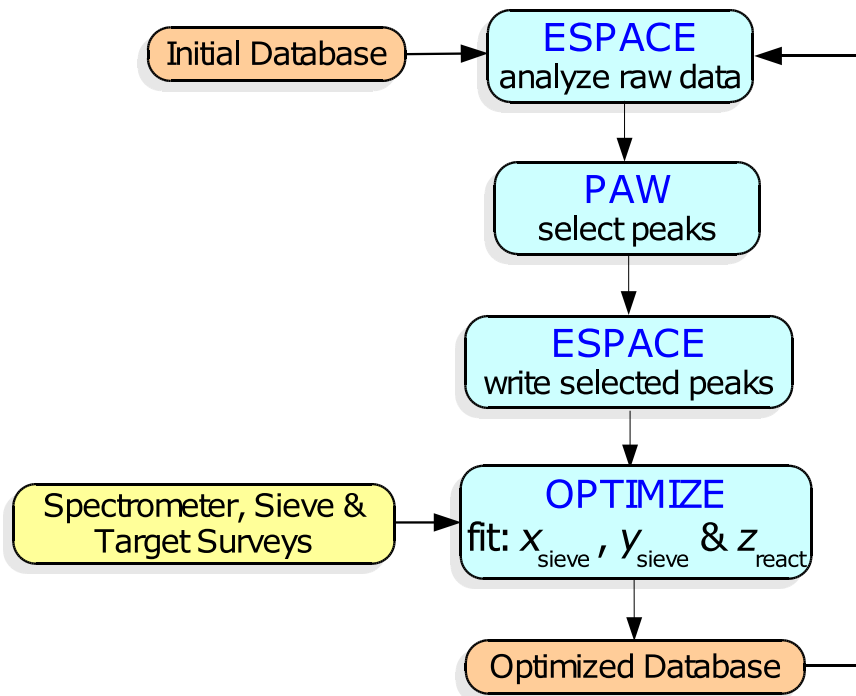 Initial Database
ESPACE
analyze raw data
PAW
select peaks
ESPACE
write selected peaks
Spectrometer, Sieve &
Target Surveys
OPTIMIZE
fit: xsieve , ysieve & zreact
Optimized Database